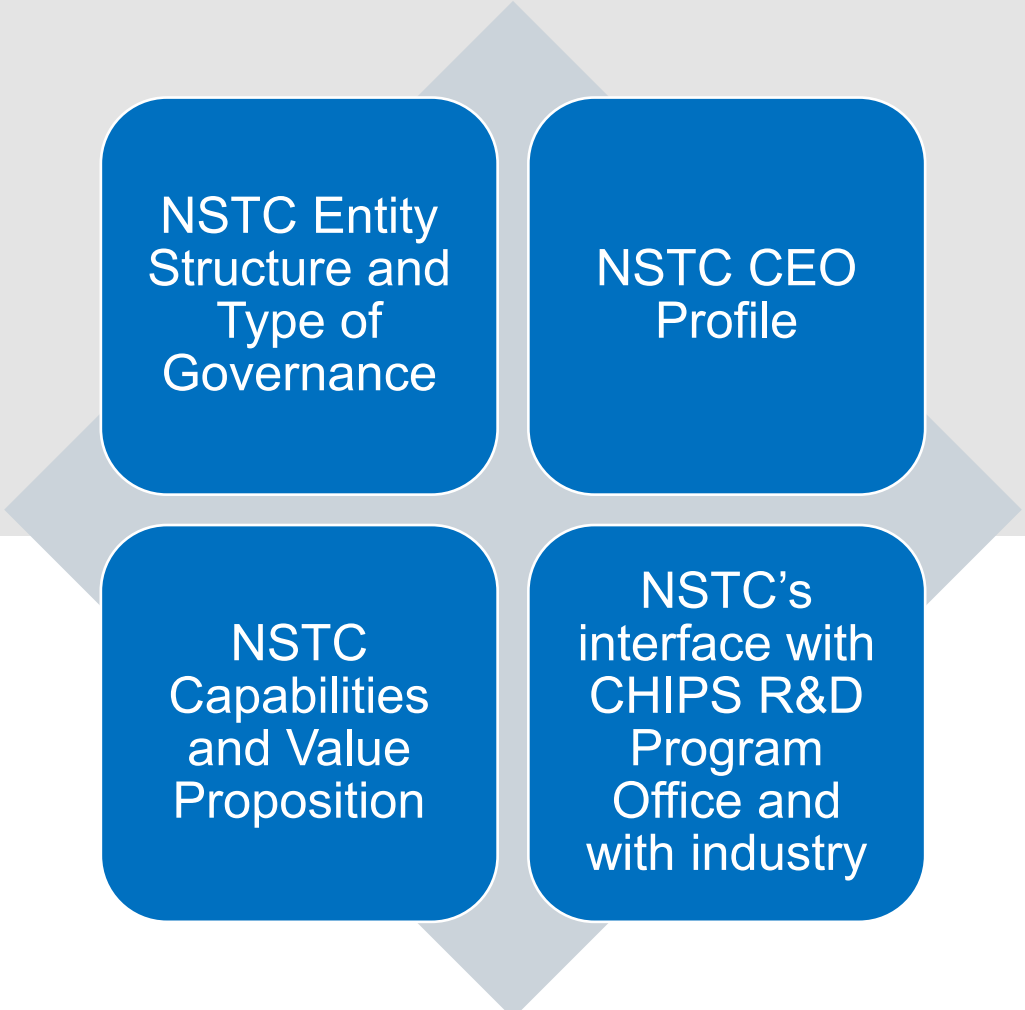 NSTC Entity
Structure and
Type of
Governance
NSTC CEO
Profile
NSTC
Capabilities
and Value
Proposition
NSTC’s
interface with
CHIPS R&D
Program
Office and
with industry